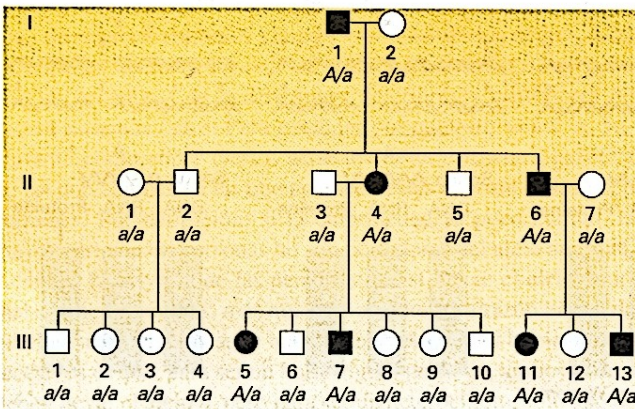 I
1 2
A/a a/a
II
1 2 3 4 5 6 7
a/a a/a a/a A/a a/a A/a a/a
III
1 2 3 4 5 6 7 8 9 10 11 12 13
a/a a/a a/a a/a A/a a/a A/a a/a a/a a/a A/a a/a A/a